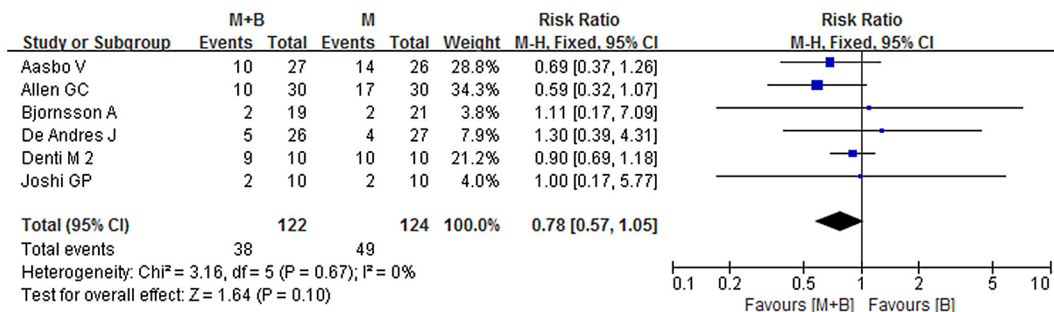 M+B M Risk Ratio Risk Ratio
Study or Subgroup Events Total Events Total Weight M-H, Fixed, 95% CI M-H, Fixed, 95% CI
Aasbo V 10 27 14 26 28.8% 0.69 [0.37, 1.26]
Allen GC 10 30 17 30 34.3% 0.59 [0.32, 1.07]
Bjornsson A 2 19 2 21 3.8% 1.11 [0.17, 7.09]
De Andres J 5 26 4 27 7.9% 1.30 [0.39, 4.31]
Denti M 2 9 10 10 10 21.2% 0.90 [0.69, 1.18]
Joshi GP 2 10 2 10 4.0% 1.00 [0.17, 5.77]
Total (95% CI) 122 124 100.0% 0.78 [0.57, 1.05]
Total events 38 49
Heterogeneity: Chi² = 3.16, df = 5 (P = 0.67); I² = 0%
Test for overall effect: Z = 1.64 (P = 0.10)
0.1 0.2 0.5 1 2 5 10
Favours [M+B] Favours [B]